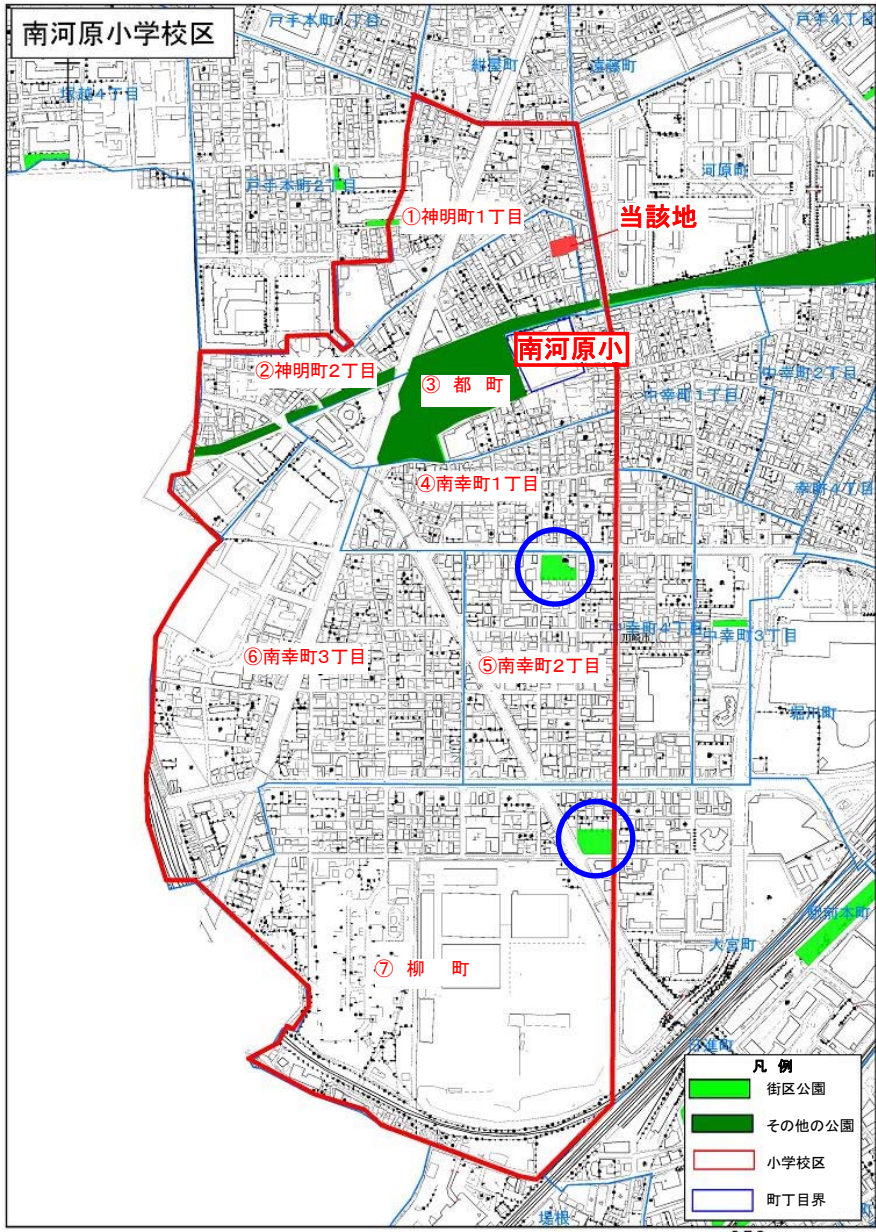 南河原小学校区
戸手本町1丁目
戸手4丁目
紺屋町
遠藤町
塚越4丁目
河原町
戸手本町2丁目
①神明町1丁目
当該地
南河原小
②神明町2丁目
③ 都 町
中幸町2丁目
中幸町1丁目
④南幸町1丁目
幸町4丁目
中幸町4丁目
中幸町3丁目
⑥南幸町3丁目
⑤南幸町2丁目
堀川町
駅前本町
大宮町
⑦ 柳 町
日進町
凡 例
街区公園
その他の公園
小学校区
町丁目界
堤根